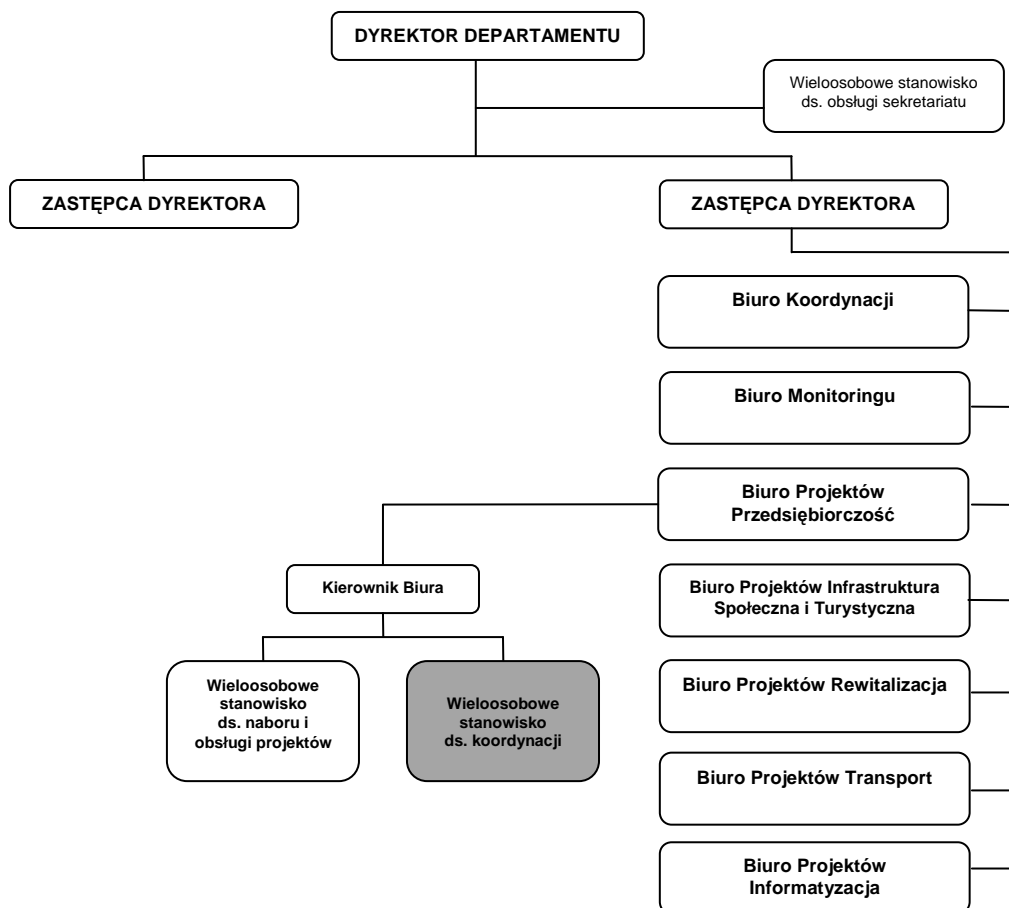 DYREKTOR DEPARTAMENTU
Wieloosobowe stanowisko
ds. obsługi sekretariatu
ZASTĘPCA DYREKTORA
ZASTĘPCA DYREKTORA
Biuro Koordynacji
Biuro Monitoringu
Biuro Projektów
Przedsiębiorczość
Kierownik Biura
Biuro Projektów Infrastruktura
Społeczna i Turystyczna
Wieloosobowe
stanowisko
ds. naboru i
obsługi projektów
Wieloosobowe
stanowisko
ds. koordynacji
Biuro Projektów Rewitalizacja
Biuro Projektów Transport
Biuro Projektów
Informatyzacja